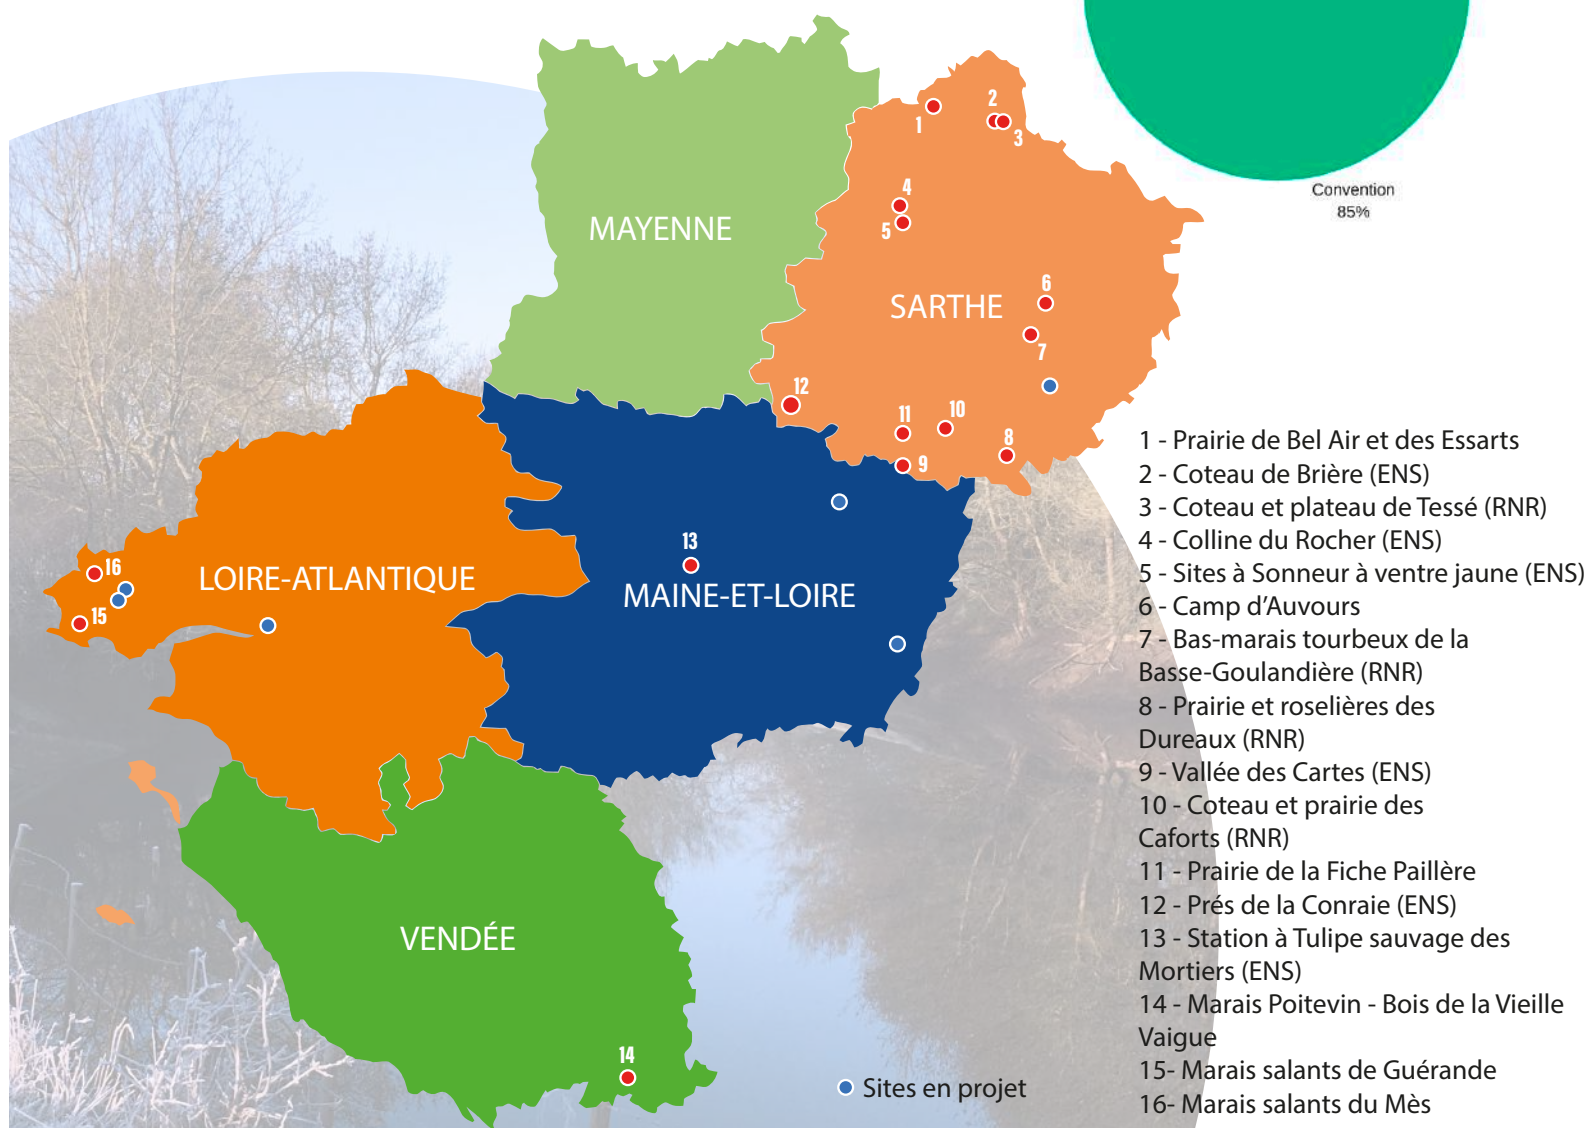 Convention
85%
MAYENNE
SARTHE
LOIRE-ATLANTIQUE
MAINE-ET-LOIRE
VENDÉE
1
2
3
4
5
6
7
8
9
10
11
12
13
14
15
16
Sites en projet
1 - Prairie de Bel Air et des Essarts
2 - Coteau de Brière (ENS)
3 - Coteau et plateau de Tessé (RNR)
4 - Colline du Rocher (ENS)
5 - Sites à Sonneur à ventre jaune (ENS)
6 - Camp d'Auvours
7 - Bas-marais tourbeux de la
Basse-Goulandière (RNR)
8 - Prairie et roselières des
Dureaux (RNR)
9 - Vallée des Cartes (ENS)
10 - Coteau et prairie des
Caforts (RNR)
11 - Prairie de la Fiche Paillère
12 - Prés de la Conraie (ENS)
13 - Station à Tulipe sauvage des
Mortiers (ENS)
14 - Marais Poitevin - Bois de la Vieille
Vaigue
15- Marais salants de Guérande
16- Marais salants du Mès